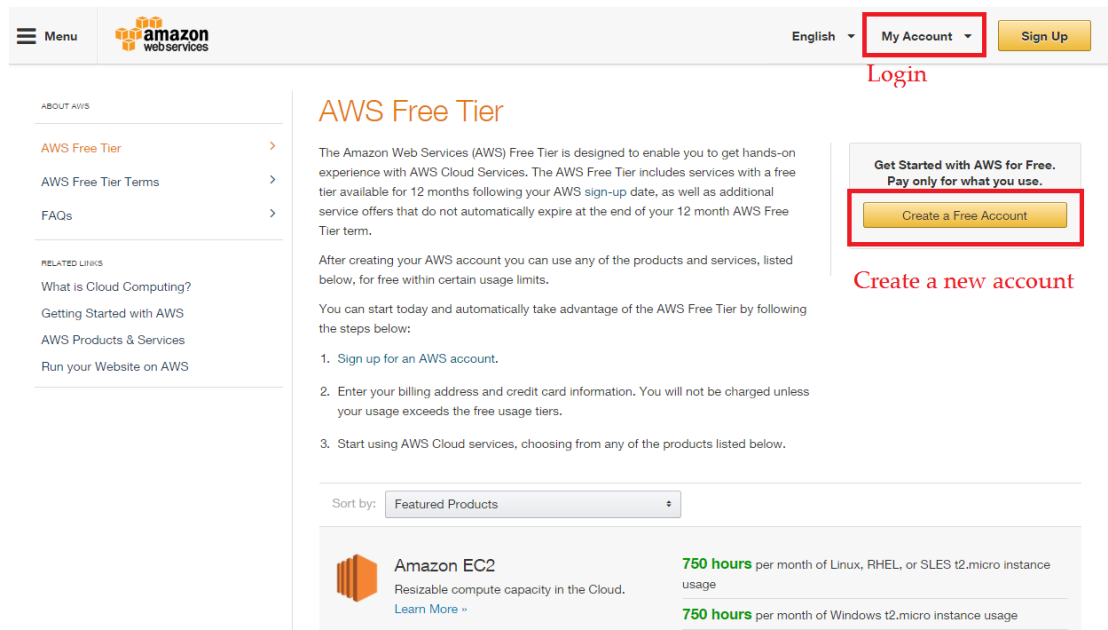 Menu
amazon
webservices
English
My Account
Sign Up
Login
ABOUT AWS
AWS Free Tier
AWS Free Tier Terms
FAQs
RELATED LINKS
What is Cloud Computing?
Getting Started with AWS
AWS Products & Services
Run your Website on AWS
AWS Free Tier
The Amazon Web Services (AWS) Free Tier is designed to enable you to get hands-on
experience with AWS Cloud Services. The AWS Free Tier includes services with a free
tier available for 12 months following your AWS sign-up date, as well as additional
service offers that do not automatically expire at the end of your 12 month AWS Free
Tier term.
After creating your AWS account you can use any of the products and services, listed
below, for free within certain usage limits.
You can start today and automatically take advantage of the AWS Free Tier by following
the steps below:
1. Sign up for an AWS account.
2. Enter your billing address and credit card information. You will not be charged unless
your usage exceeds the free usage tiers.
3. Start using AWS Cloud services, choosing from any of the products listed below.
Get Started with AWS for Free.
Pay only for what you use.
Create a Free Account
Create a new account
Sort by: Featured Products
Amazon EC2
Resizable compute capacity in the Cloud.
Learn More »
750 hours per month of Linux, RHEL, or SLES t2.micro instance
usage
750 hours per month of Windows t2.micro instance usage